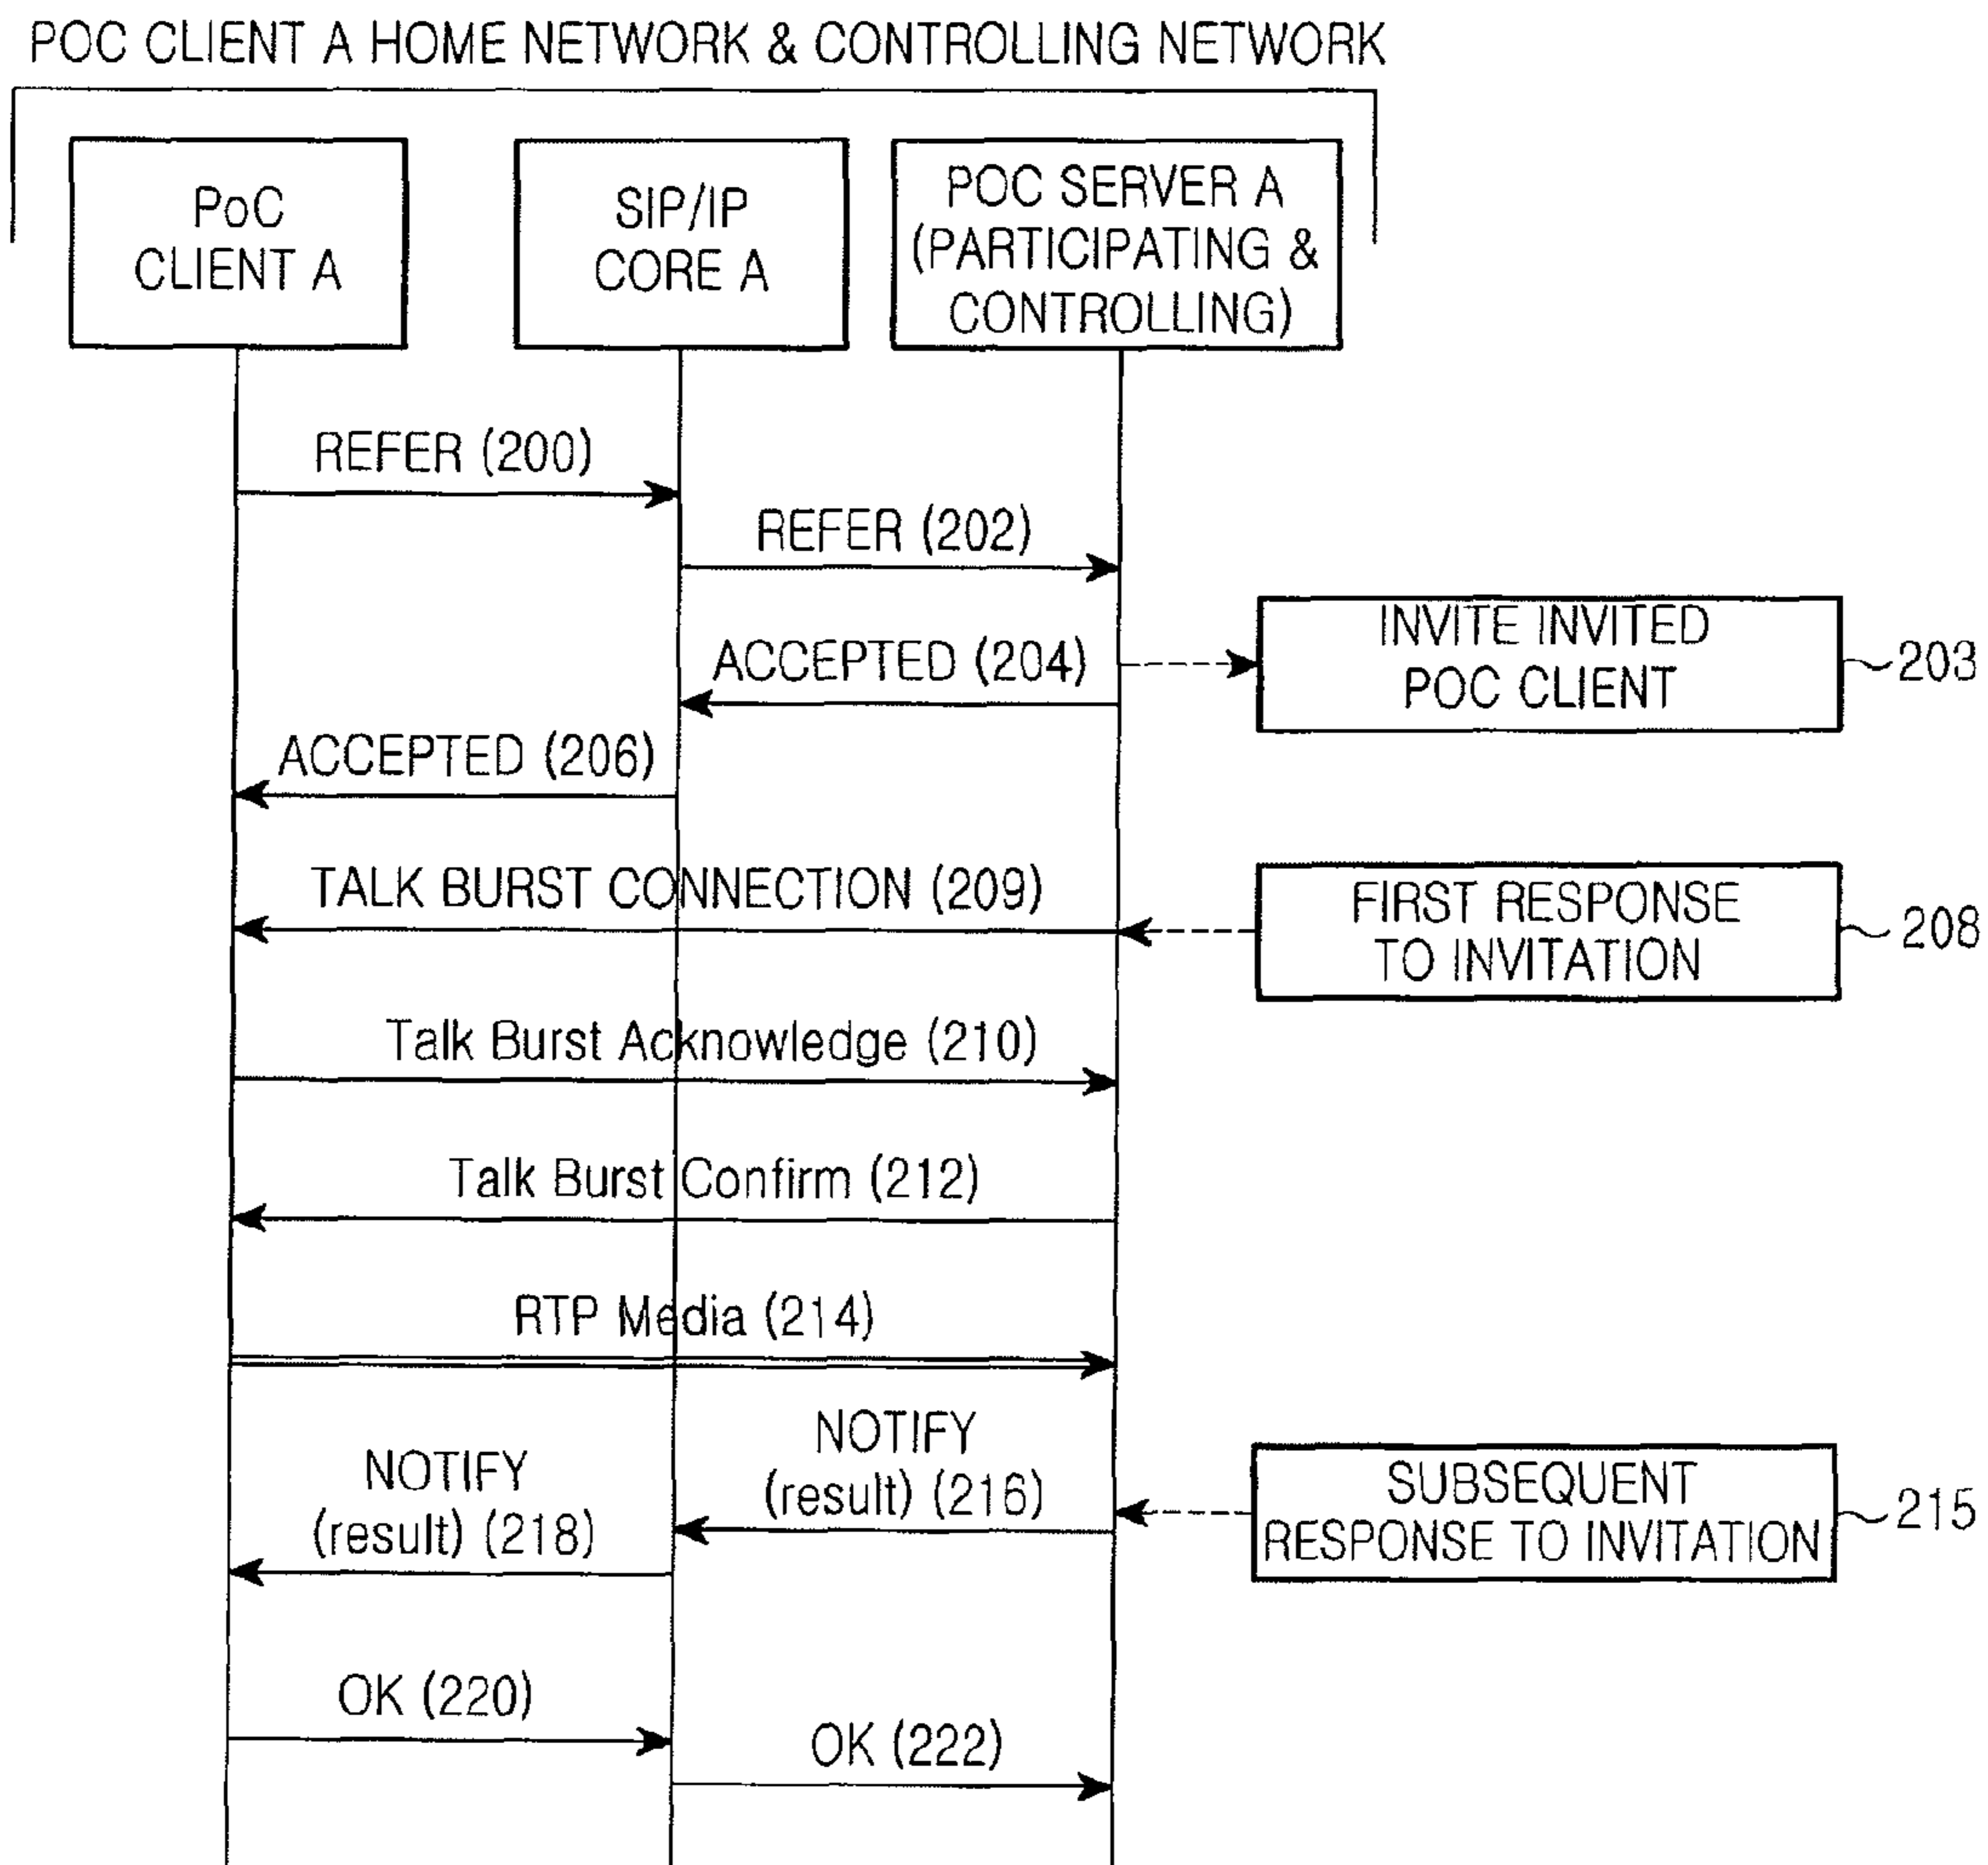 POC CLIENT A HOME NETWORK & CONTROLLING NETWORK
PoC
CLIENT A
SIP/IP
CORE A
POC SERVER A
(PARTICIPATING &
CONTROLLING)
REFER (200)
REFER (202)
INVITE INVITED
POC CLIENT
203
ACCEPTED (204)
ACCEPTED (206)
TALK BURST CONNECTION (209)
FIRST RESPONSE
TO INVITATION
208
Talk Burst Acknowledge (210)
Talk Burst Confirm (212)
RTP Media (214)
NOTIFY
(result) (216)
NOTIFY
(result) (218)
SUBSEQUENT
RESPONSE TO INVITATION
215
OK (220)
OK (222)